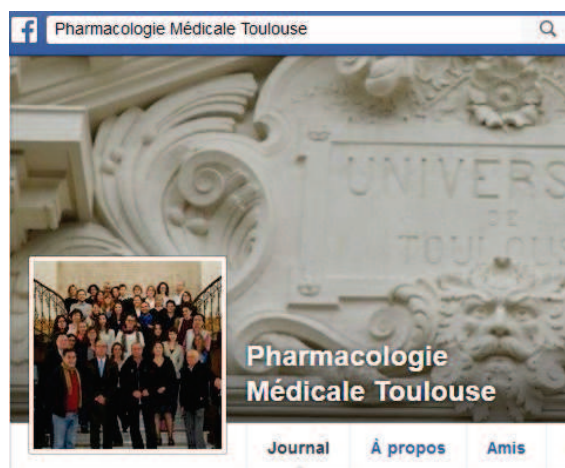 Pharmacologie Médicale Toulouse
UNIVERS
DE
TOULOUS
Pharmacologie
Médicale Toulouse
Journal
À propos
Amis